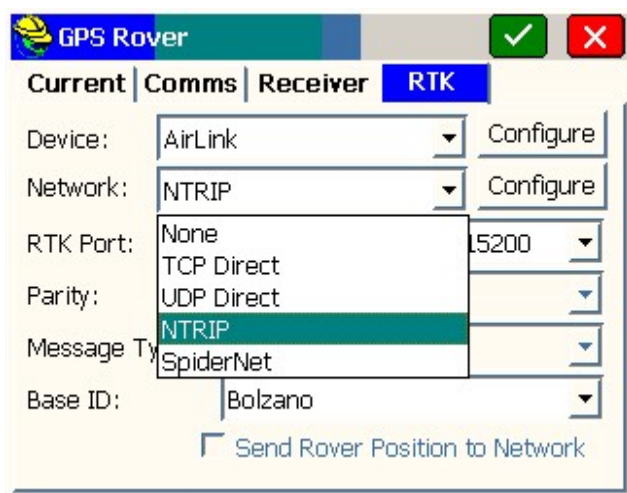 GPS Rover
Current Comms Receiver RTK
Device: AirLink Configure
Network: NTRIP Configure
RTK Port: 15200
None
TCP Direct
UDP Direct
NTRIP
SpiderNet
Parity:
Message Ty
Base ID: Bolzano
Send Rover Position to Network